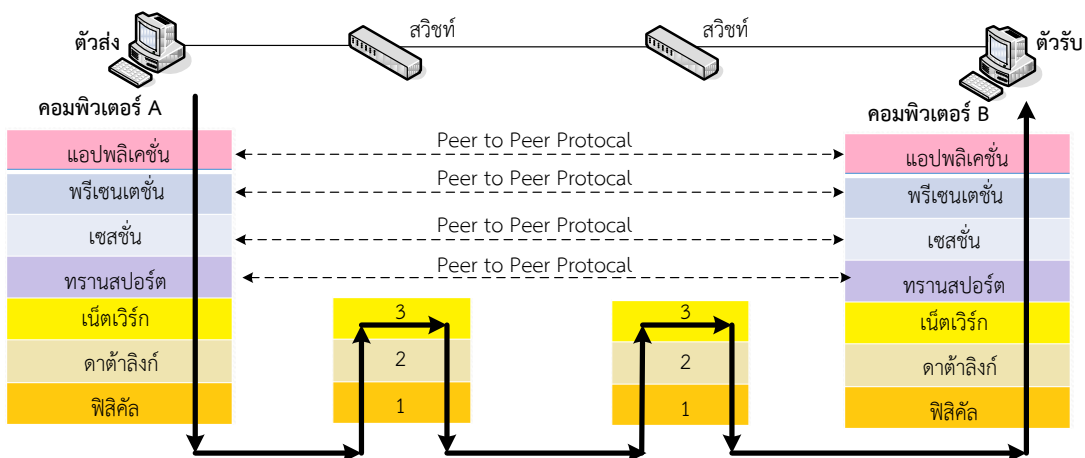 สวิชท์
สวิชท์
ตัวส่ง
ตัวรับ
คอมพิวเตอร์ A
คอมพิวเตอร์ B
แอปพลิเคชั่น
Peer to Peer Protocal
แอปพลิเคชั่น
พรีเซนเตชั่น
Peer to Peer Protocal
พรีเซนเตชั่น
เซสชั่น
Peer to Peer Protocal
เซสชั่น
ทรานสปอร์ต
Peer to Peer Protocal
ทรานสปอร์ต
เน็ตเวิร์ก
3
3
เน็ตเวิร์ก
ดาต้าลิงก์
2
2
ดาต้าลิงก์
ฟิสิคัล
1
1
ฟิสิคัล